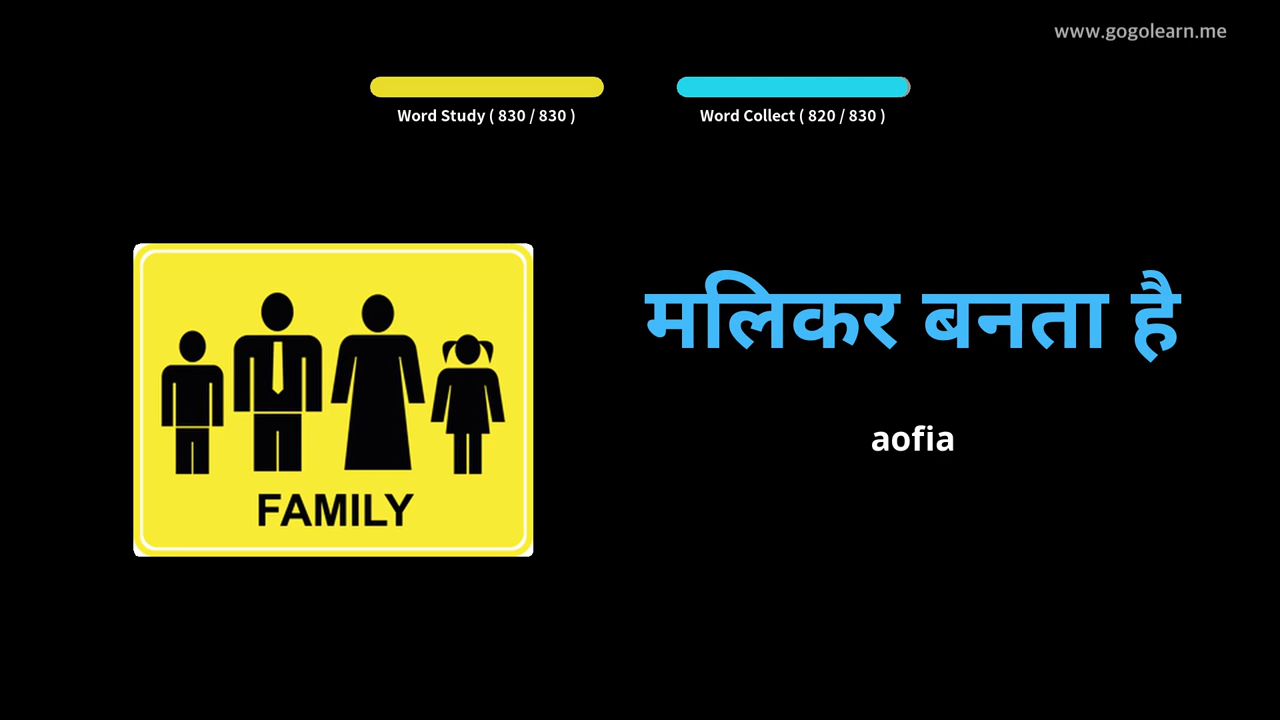 www.gogolearn.me
Word Study ( 830 / 830 )
Word Collect ( 820 / 830 )
मलिकर बनता है
aofia
FAMILY